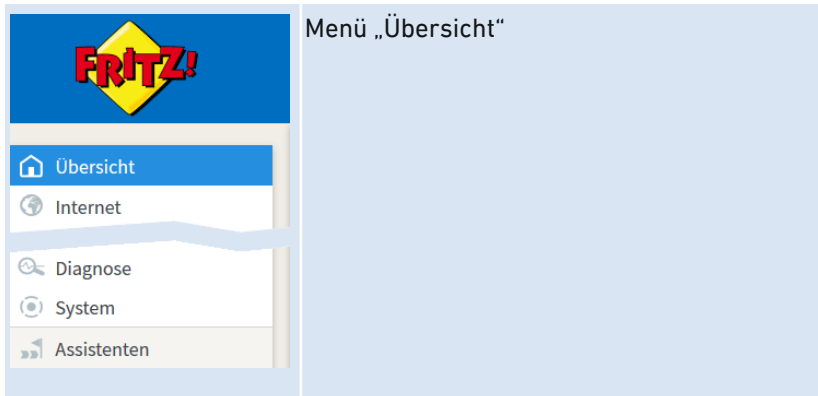 FRITZ!
Menü „Übersicht“
Übersicht
Internet
Diagnose
System
Assistenten